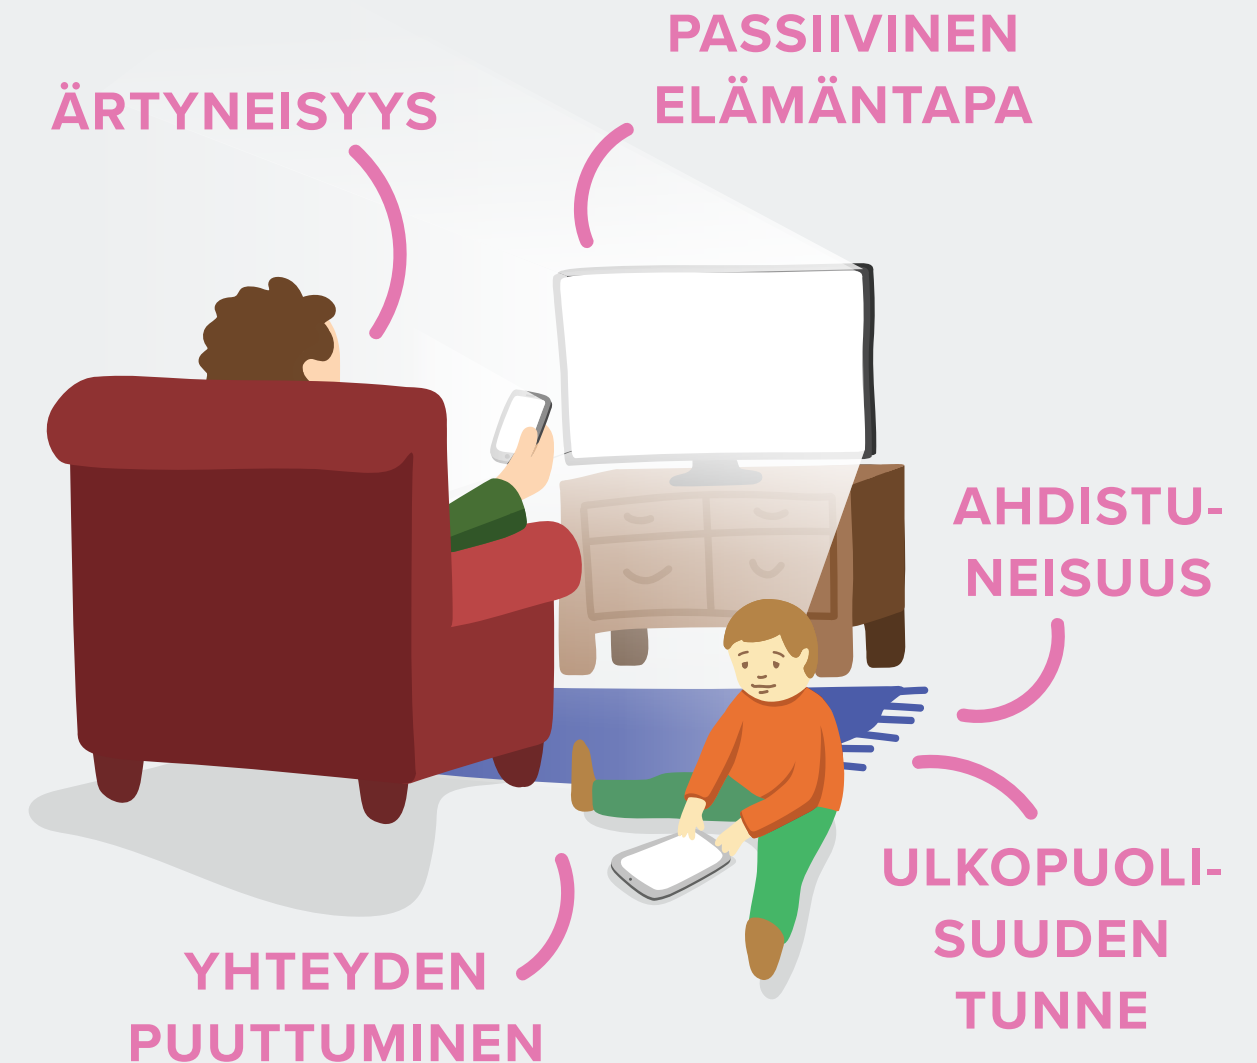 PASSIIVINEN
ELÄMÄNTAPA
ÄRTYNEISYYS
AHDISTU-
NEISUUS
ULKOPUOLI-
SUUDEN
TUNNE
YHTEYDEN
PUUTTUMINEN